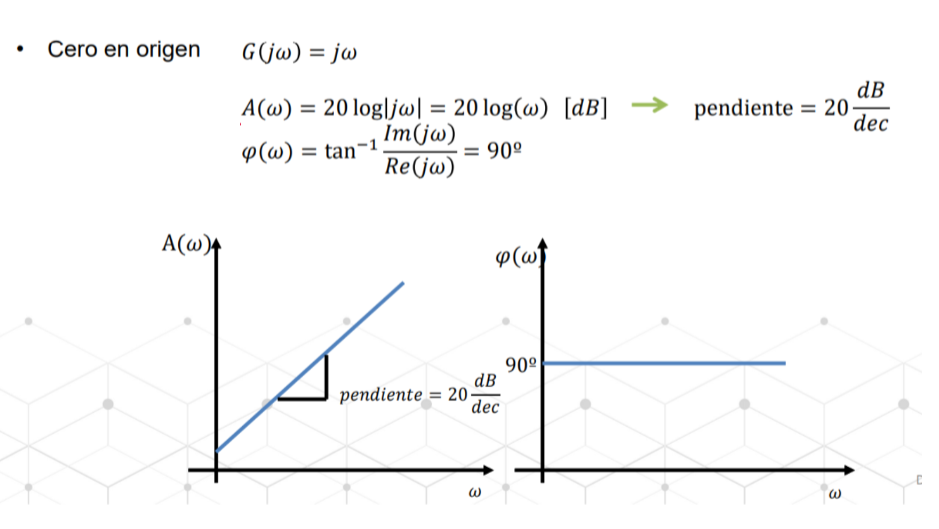 • Cero en origen G(jω) = jω
A(ω) = 20 log|jω| = 20 log(ω) [dB] → pendiente = 20 dB/dec
φ(ω) = tan⁻¹ Im(jω)/Re(jω) = 90º
A(ω)
φ(ω)
90º
pendiente = 20 dB/dec
ω
ω